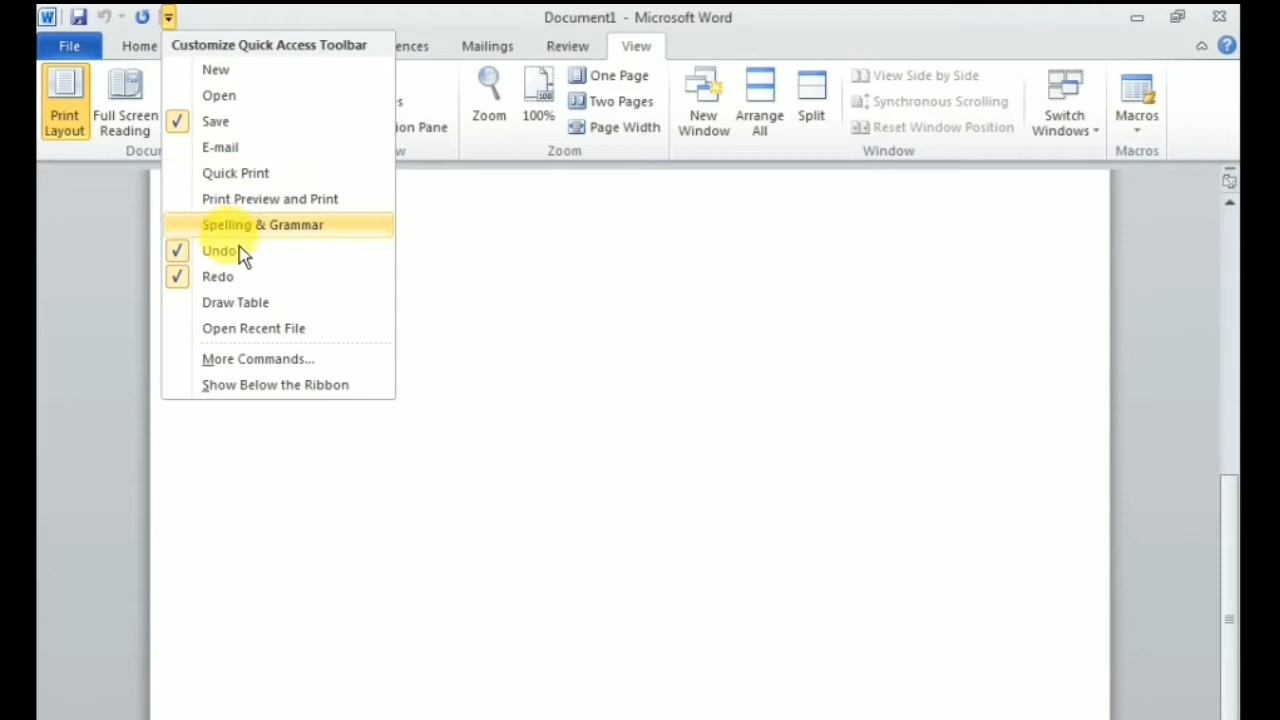 Document1 - Microsoft Word
File Home ences Mailings Review View
Customize Quick Access Toolbar
New
Open
Save
E-mail
Quick Print
Print Preview and Print
Spelling & Grammar
Undo
Redo
Draw Table
Open Recent File
More Commands...
Show Below the Ribbon
Print
Layout
Full Screen
Reading
Docu
s
ion Pane
w
Zoom
100
100%
One Page
Two Pages
Page Width
Zoom
New
Window
Arrange
All
Split
View Side by Side
Synchronous Scrolling
Reset Window Position
Switch
Windows
Window
Macros
Macros